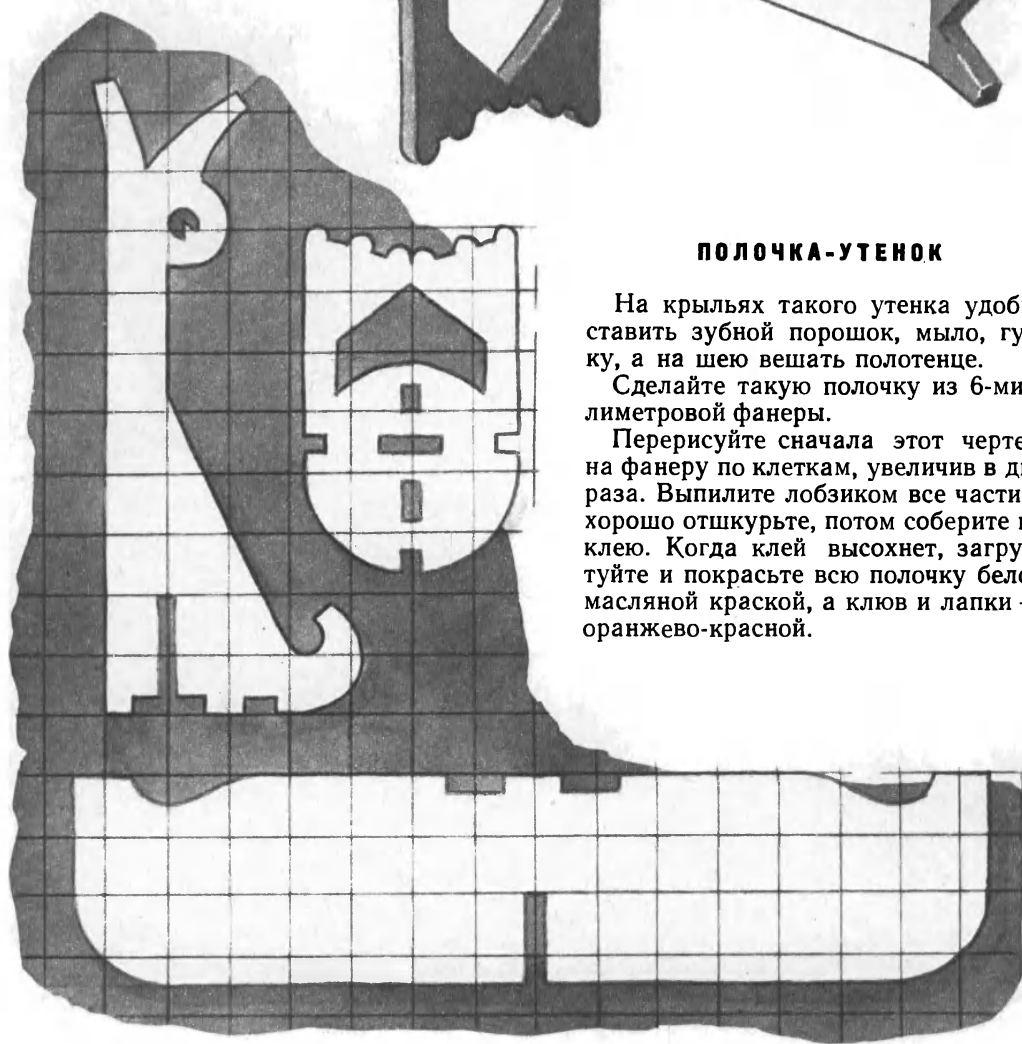 ПОЛОЧКА-УТЕНОК
На крыльях такого утенка удоб
ставить зубной порошок, мыло, гу
ку, а на шею вешать полотенце.
Сделайте такую полочку из 6-ми
лиметровой фанеры.
Перерисуйте сначала этот черте
на фанеру по клеткам, увеличив в д
раза. Выпилите лобзиком все части
хорошо отшкурьте, потом соберите
клею. Когда клей высохнет, загру
туйте и покрасьте всю полочку бело
масляной краской, а клюв и лапки -
оранжево-красной.